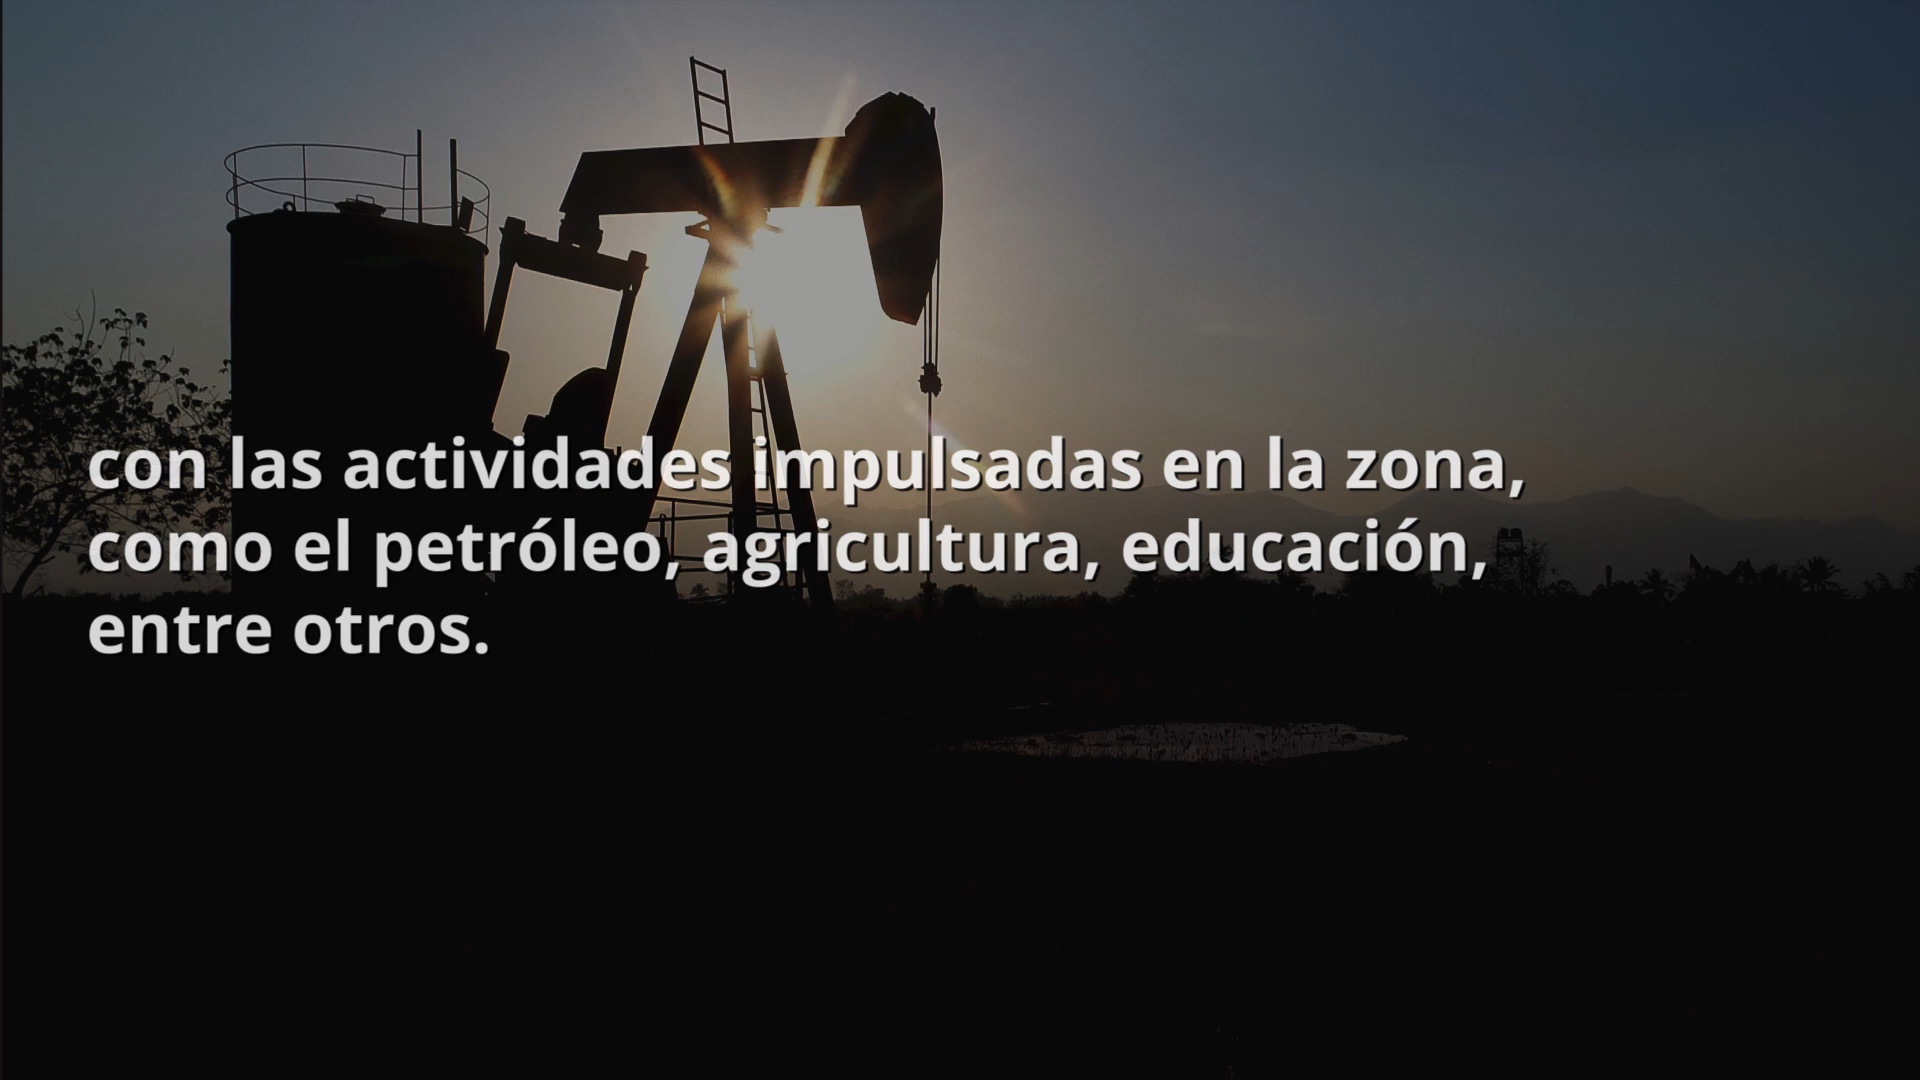 con las actividades impulsadas en la zona,
como el petróleo, agricultura, educación,
entre otros.